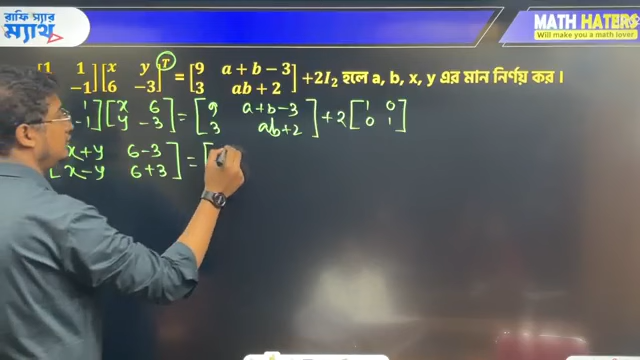 রাফি স্যার
ম্যাথ
MATH HATERS
Will make you a math lover
[1 1 -1][x y 6 -3]^T = [9 a + b − 3 3 ab + 2] + 2I₂ হলে a, b, x, y এর মান নির্ণয় কর ।
1 -1][x 6 y -3] = [9 a+b-3 3 ab+2] + 2[1 0 0 1]
x+y 6-3 x-y 6+3] = [